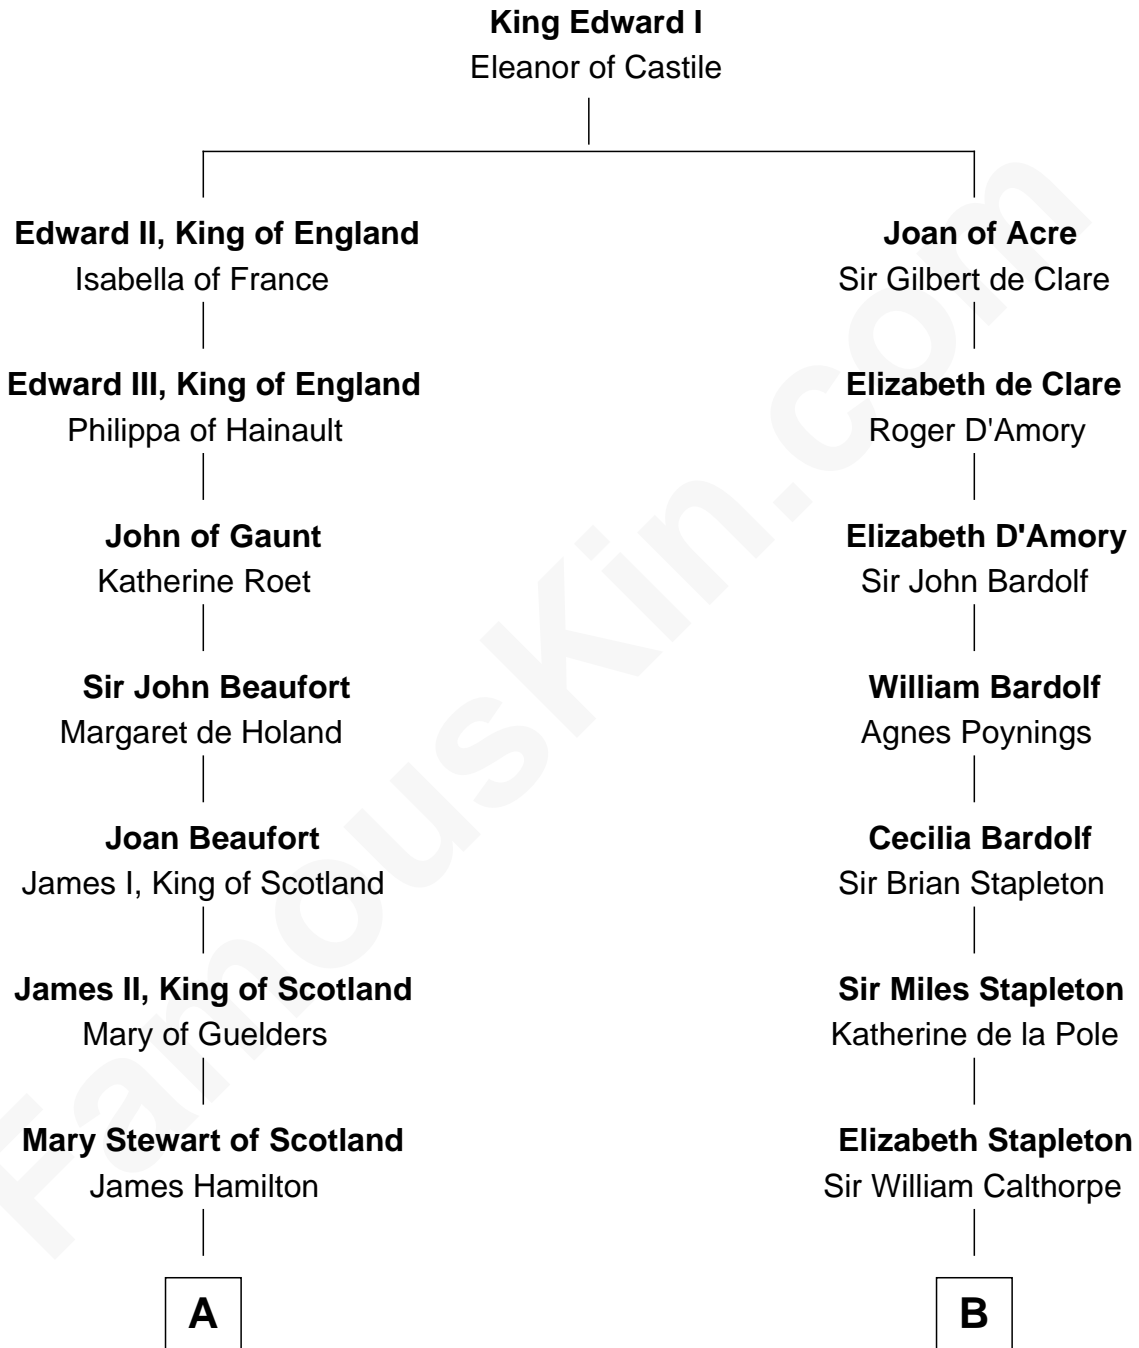 King Edward I
Eleanor of Castile
Edward II, King of England
Isabella of France
Edward III, King of England
Philippa of Hainault
John of Gaunt
Katherine Roet
Sir John Beaufort
Margaret de Holand
Joan Beaufort
James I, King of Scotland
James II, King of Scotland
Mary of Guelders
Mary Stewart of Scotland
James Hamilton
A
Joan of Acre
Sir Gilbert de Clare
Elizabeth de Clare
Roger D'Amory
Elizabeth D'Amory
Sir John Bardolf
William Bardolf
Agnes Poynings
Cecilia Bardolf
Sir Brian Stapleton
Sir Miles Stapleton
Katherine de la Pole
Elizabeth Stapleton
Sir William Calthorpe
B
FamousKin.com